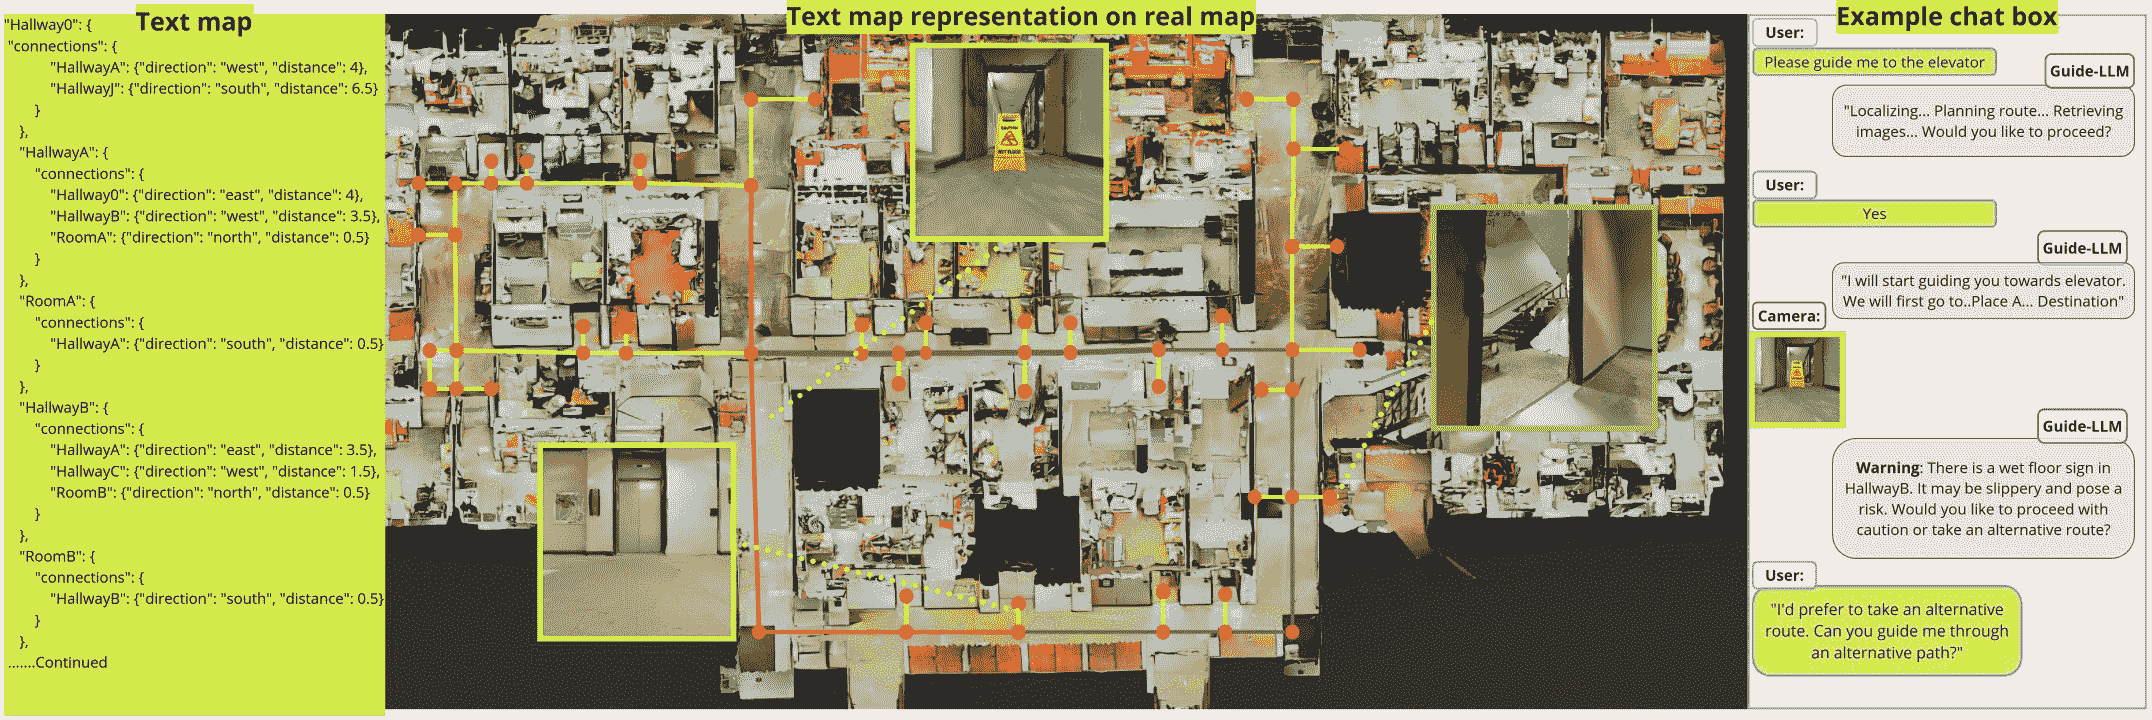 Text map
"Hallway0": {
"connections": {
"HallwayA": {"direction": "west", "distance": 4},
"HallwayJ": {"direction": "south", "distance": 6.5}
}
},
"HallwayA": {
"connections": {
"Hallway0": {"direction": "east", "distance": 4},
"HallwayB": {"direction": "west", "distance": 3.5},
"RoomA": {"direction": "north", "distance": 0.5}
}
},
"RoomA": {
"connections": {
"HallwayA": {"direction": "south", "distance": 0.5}
}
},
"HallwayB": {
"connections": {
"HallwayA": {"direction": "east", "distance": 3.5},
"HallwayC": {"direction": "west", "distance": 1.5},
"RoomB": {"direction": "north", "distance": 0.5}
}
},
"RoomB": {
"connections": {
"HallwayB": {"direction": "south", "distance": 0.5}
}
},
.......Continued
Text map representation on real map
CAUTION
WET FLOOR
Example chat box
User:
Please guide me to the elevator
Guide-LLM
"Localizing... Planning route... Retrieving
images... Would you like to proceed?
User:
Yes
Guide-LLM
"I will start guiding you towards elevator.
We will first go to..Place A... Destination"
Camera:
Guide-LLM
Warning: There is a wet floor sign in
HallwayB. It may be slippery and pose a
risk. Would you like to proceed with
caution or take an alternative route?
User:
"I'd prefer to take an alternative
route. Can you guide me through
an alternative path?"